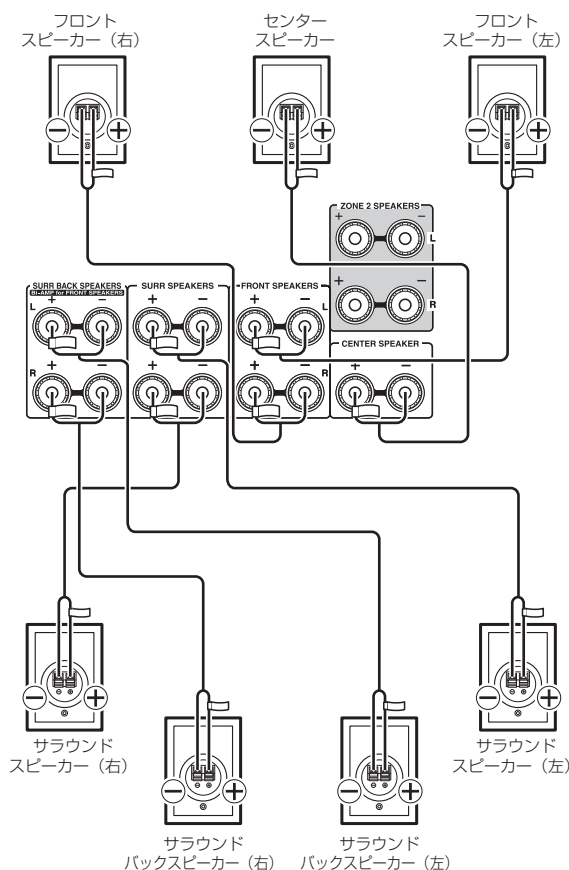 フロント
スピーカー（右）
センター
スピーカー
フロント
スピーカー（左）
ZONE 2 SPEAKERS
+ −
L
+ −
R
SURR BACK SPEAKERS
BI-AMP for FRONT SPEAKERS
SURR SPEAKERS
FRONT SPEAKERS
L + − + − + − L
CENTER SPEAKER
R + − + − + − R
+ −
サラウンド
スピーカー（右）
サラウンド
スピーカー（左）
サラウンド
バックスピーカー（右）
サラウンド
バックスピーカー（左）